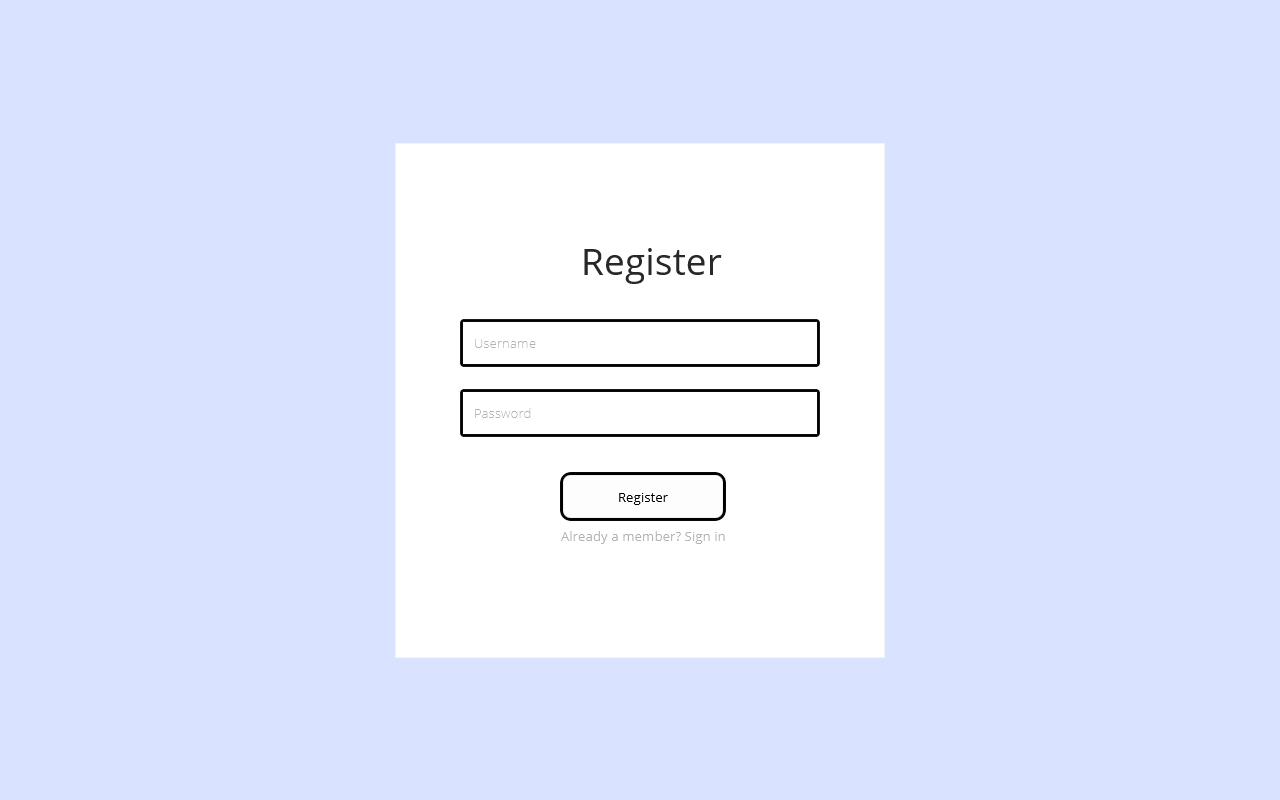 Register
Username
Password
Register
Already a member? Sign in